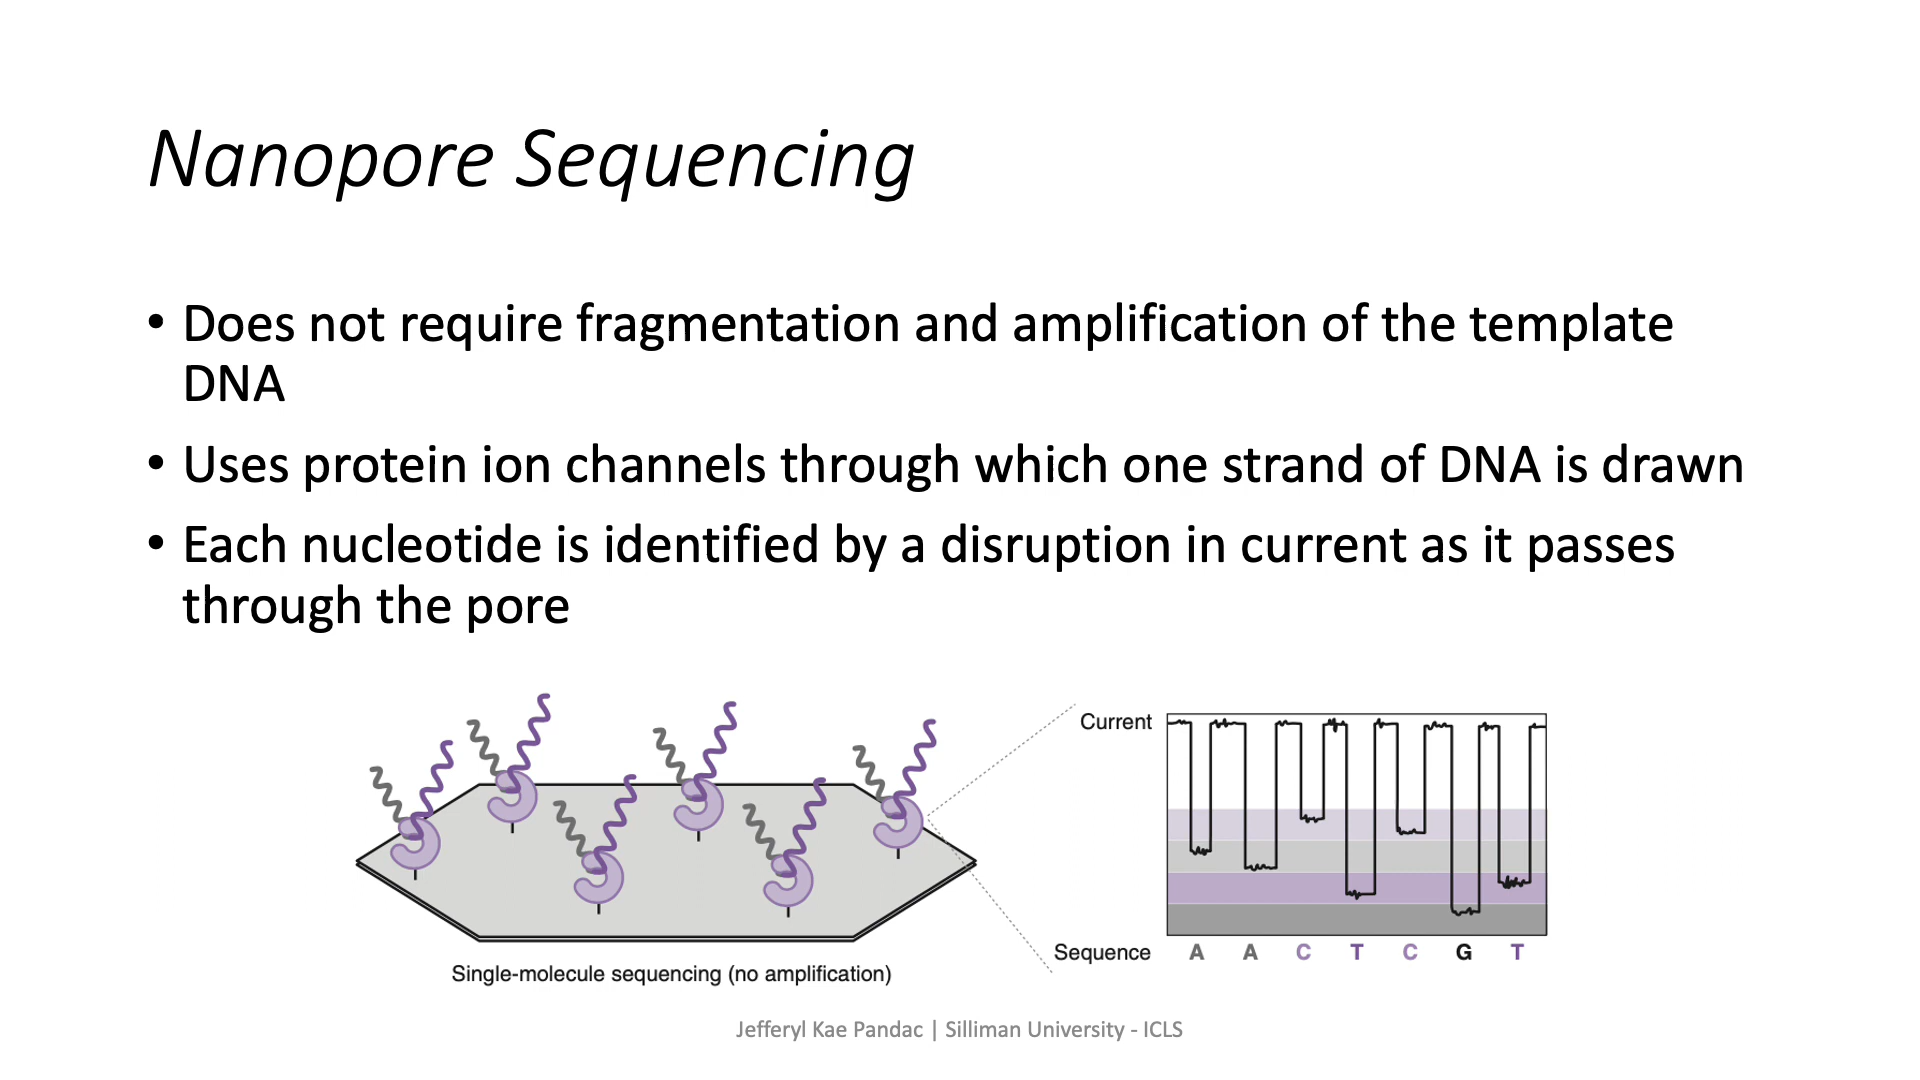 Nanopore Sequencing
• Does not require fragmentation and amplification of the template
DNA
• Uses protein ion channels through which one strand of DNA is drawn
• Each nucleotide is identified by a disruption in current as it passes
through the pore
Current
Sequence A A C T C G T
Single-molecule sequencing (no amplification)
Jefferyl Kae Pandac | Silliman University - ICLS